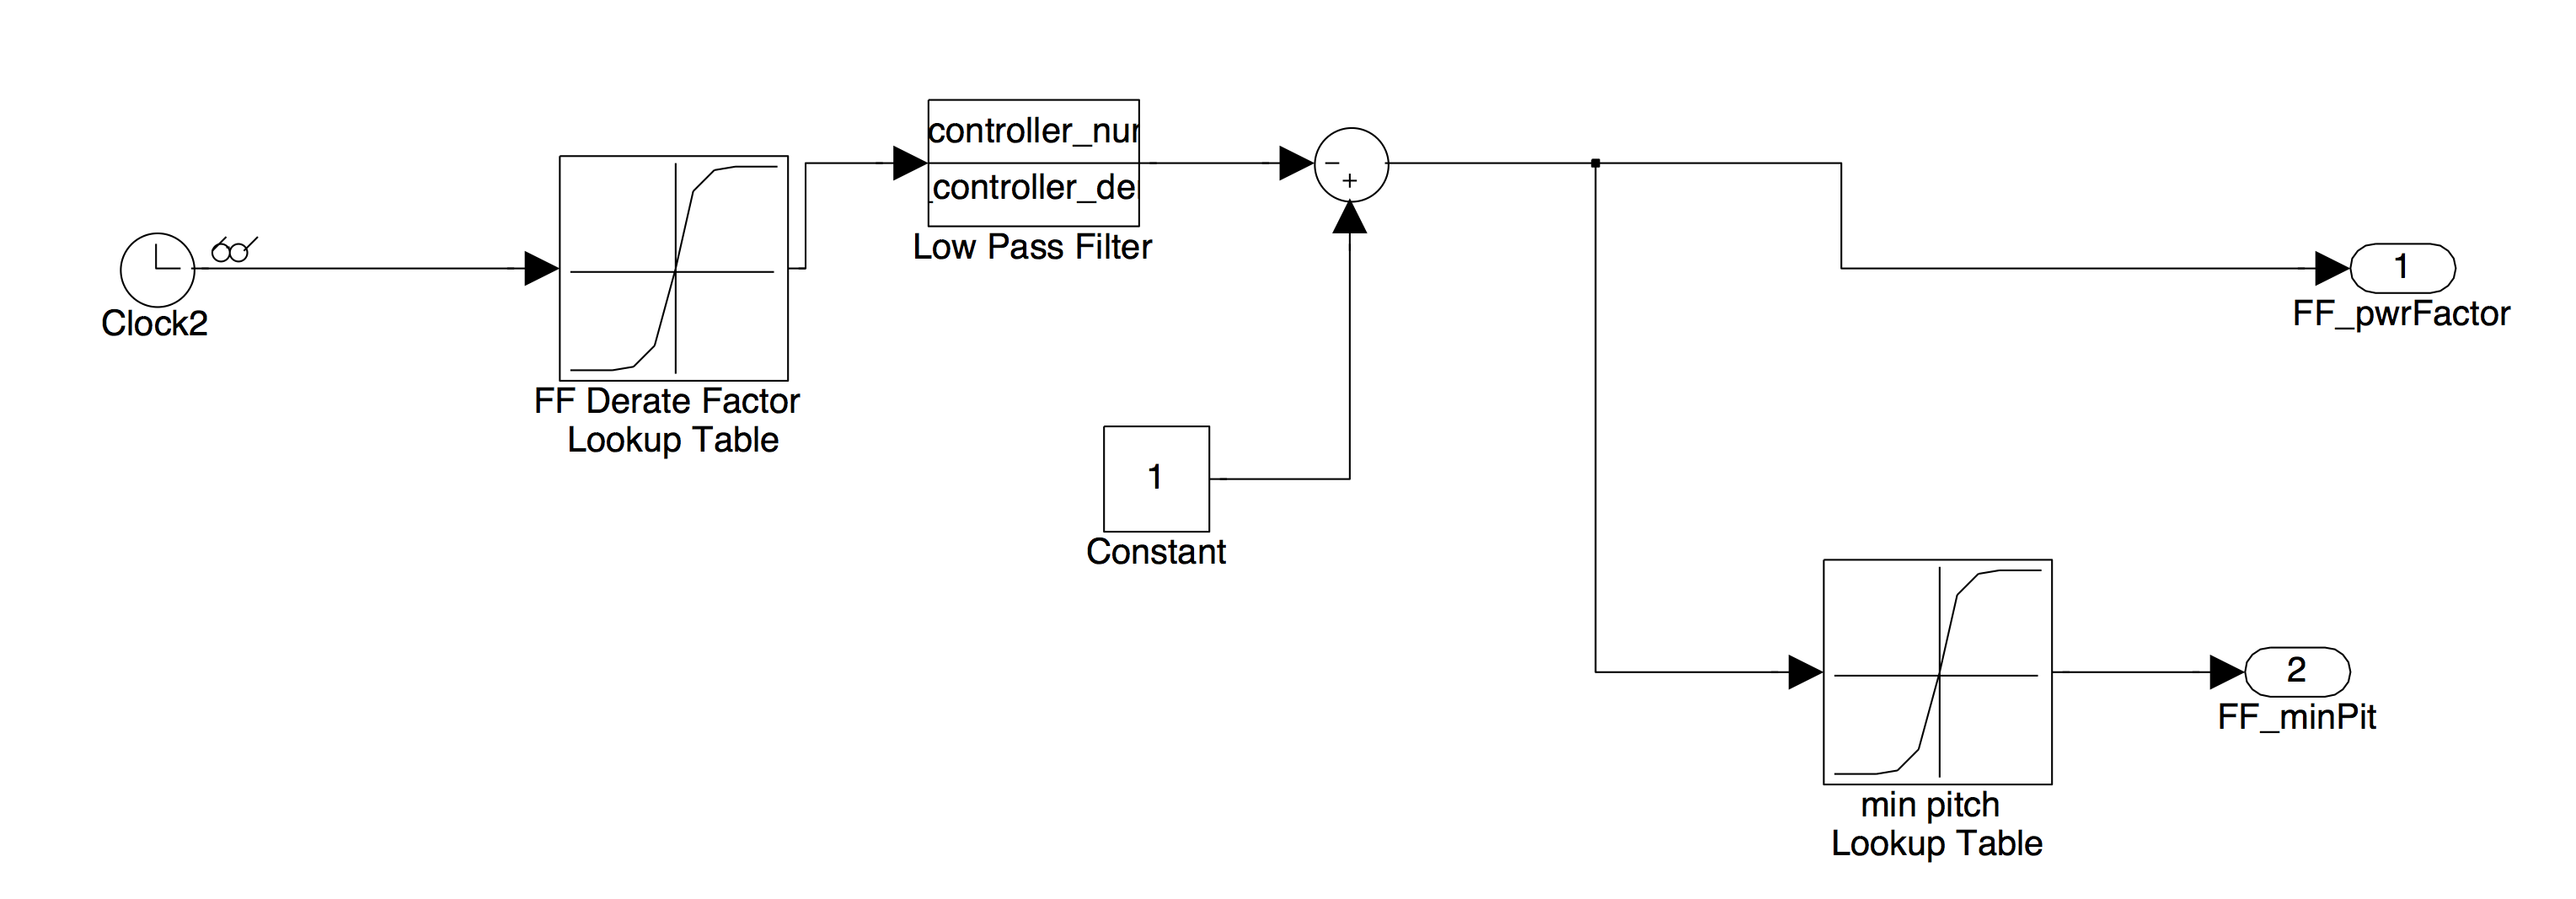 controller_nur
_controller_de
Low Pass Filter
−
+
Clock2
FF Derate Factor
Lookup Table
1
FF_pwrFactor
1
Constant
2
FF_minPit
min pitch
Lookup Table